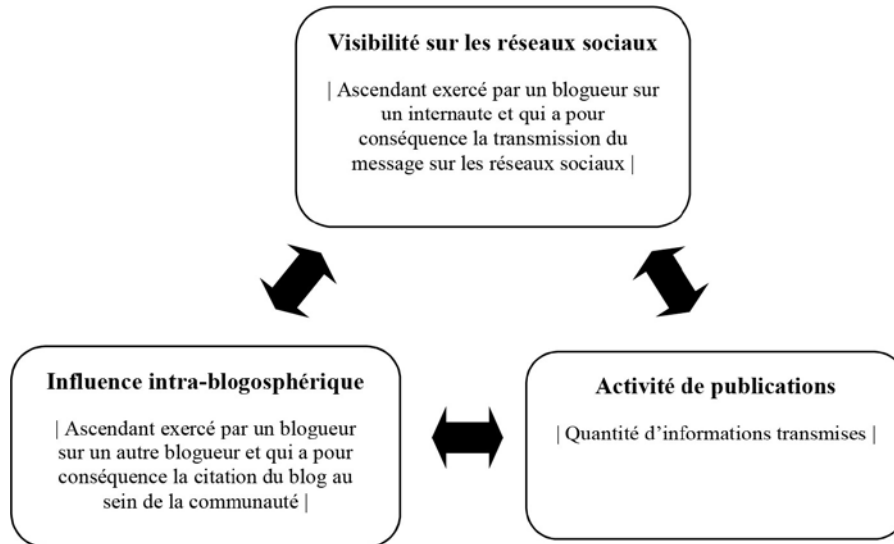 Visibilité sur les réseaux sociaux
| Ascendant exercé par un blogueur sur
un internaute et qui a pour
conséquence la transmission du
message sur les réseaux sociaux |
Influence intra-blogosphérique
| Ascendant exercé par un blogueur
sur un autre blogueur et qui a pour
conséquence la citation du blog au
sein de la communauté |
Activité de publications
| Quantité d’informations transmises |